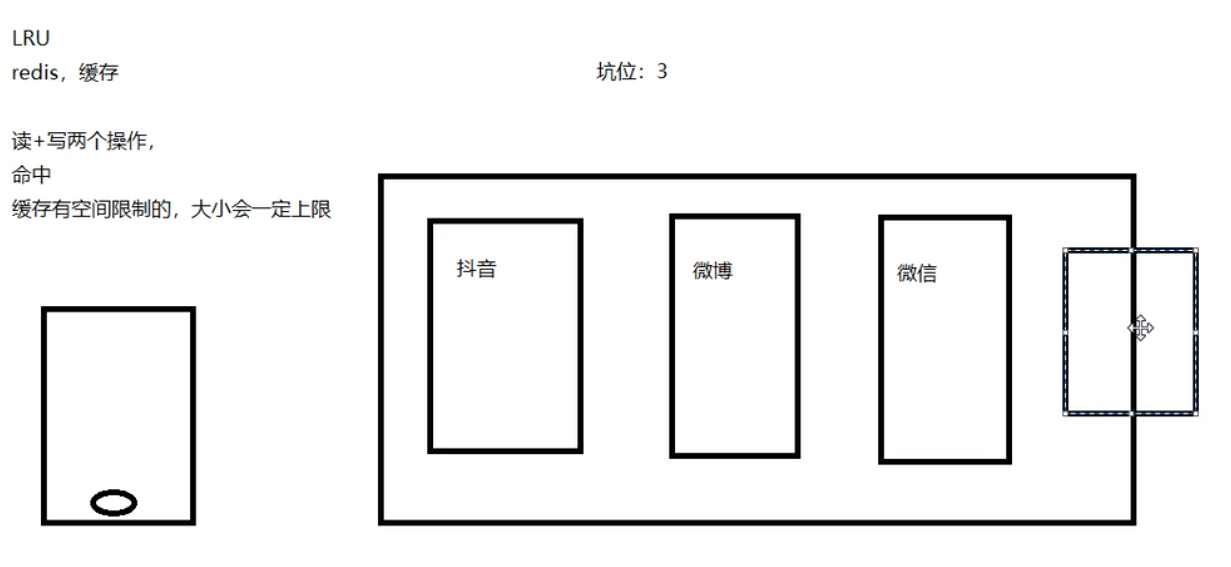 LRU
redis，缓存
坑位：3
读+写两个操作，
命中
缓存有空间限制的，大小会一定上限
抖音
微博
微信